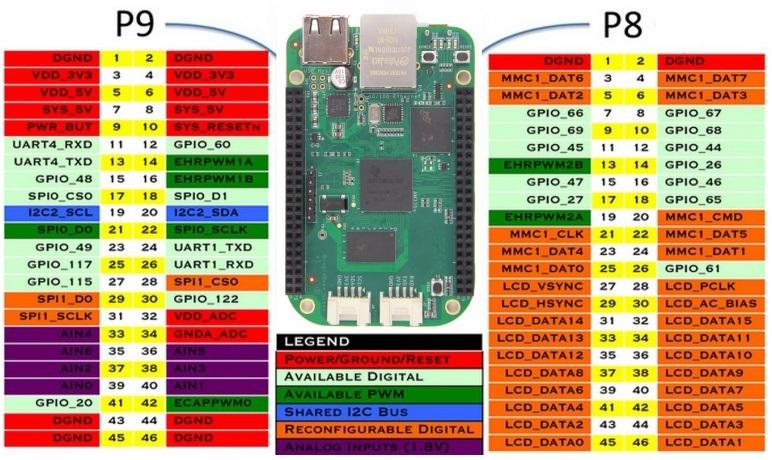 P9
P8
DGND 1 2 DGND
VDD_3V3 3 4 VDD_3V3
VDD_5V 5 6 VDD_5V
SYS_5V 7 8 SYS_5V
PWR_BUT 9 10 SYS_RESETn
UART4_RXD 11 12 GPIO_60
UART4_TXD 13 14 EHRPWM1A
GPIO_48 15 16 EHRPWM1B
SPI0_CS0 17 18 SPI0_D1
I2C2_SCL 19 20 I2C2_SDA
SPI0_D0 21 22 SPI0_SCLK
GPIO_49 23 24 UART1_TXD
GPIO_117 25 26 UART1_RXD
GPIO_115 27 28 SPI1_CS0
SPI1_D0 29 30 GPIO_122
SPI1_SCLK 31 32 VDD_ADC
AIN4 33 34 GNDA_ADC
AIN6 35 36 AIN5
AIN2 37 38 AIN3
AIN0 39 40 AIN1
GPIO_20 41 42 ECAPPWM0
DGND 43 44 DGND
DGND 45 46 DGND
LEGEND
Power/Ground/Reset
Available Digital
Available PWM
Shared I2C Bus
Reconfigurable Digital
Analog Inputs (1.8V)
DGND 1 2 DGND
MMC1_DAT6 3 4 MMC1_DAT7
MMC1_DAT2 5 6 MMC1_DAT3
GPIO_66 7 8 GPIO_67
GPIO_69 9 10 GPIO_68
GPIO_45 11 12 GPIO_44
EHRPWM2B 13 14 GPIO_26
GPIO_47 15 16 GPIO_46
GPIO_27 17 18 GPIO_65
EHRPWM2A 19 20 MMC1_CMD
MMC1_CLK 21 22 MMC1_DAT5
MMC1_DAT4 23 24 MMC1_DAT1
MMC1_DAT0 25 26 GPIO_61
LCD_VSYNC 27 28 LCD_PCLK
LCD_HSYNC 29 30 LCD_AC_BIAS
LCD_DATA14 31 32 LCD_DATA15
LCD_DATA13 33 34 LCD_DATA11
LCD_DATA12 35 36 LCD_DATA10
LCD_DATA8 37 38 LCD_DATA9
LCD_DATA6 39 40 LCD_DATA7
LCD_DATA4 41 42 LCD_DATA5
LCD_DATA2 43 44 LCD_DATA3
LCD_DATA0 45 46 LCD_DATA1